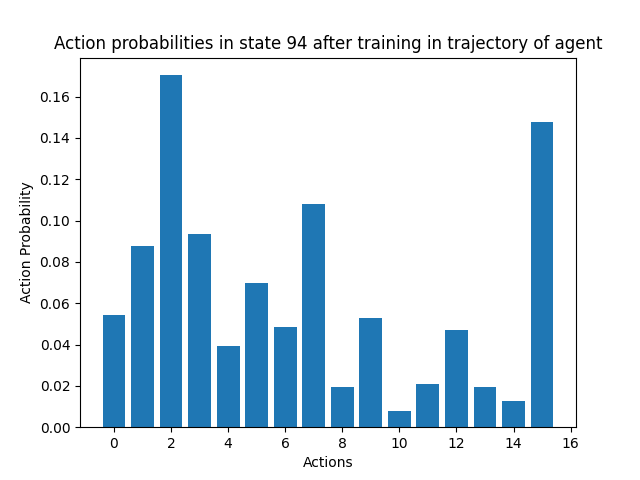 Action probabilities in state 94 after training in trajectory of agent
0.16
0.14
0.12
0.10
0.08
0.06
0.04
0.02
0.00
Action Probability
0 2 4 6 8 10 12 14 16
Actions